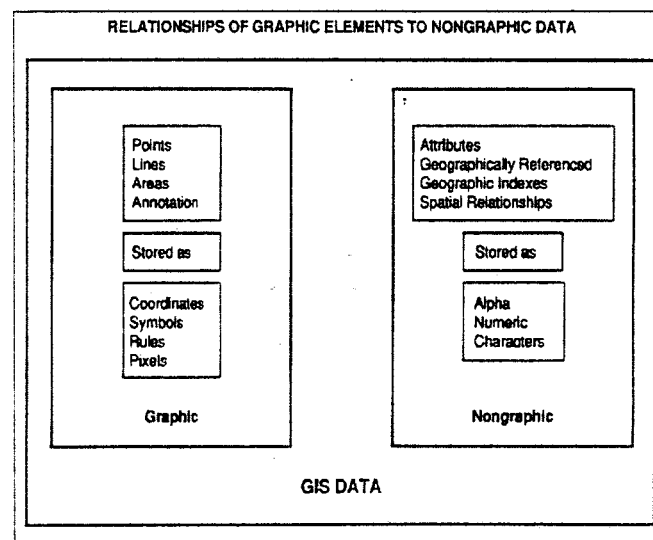 RELATIONSHIPS OF GRAPHIC ELEMENTS TO NONGRAPHIC DATA
Points
Lines
Areas
Annotation
Stored as
Coordinates
Symbols
Rules
Pixels
Graphic
Attributes
Geographically Referenced
Geographic Indexes
Spatial Relationships
Stored as
Alpha
Numeric
Characters
Nongraphic
GIS DATA